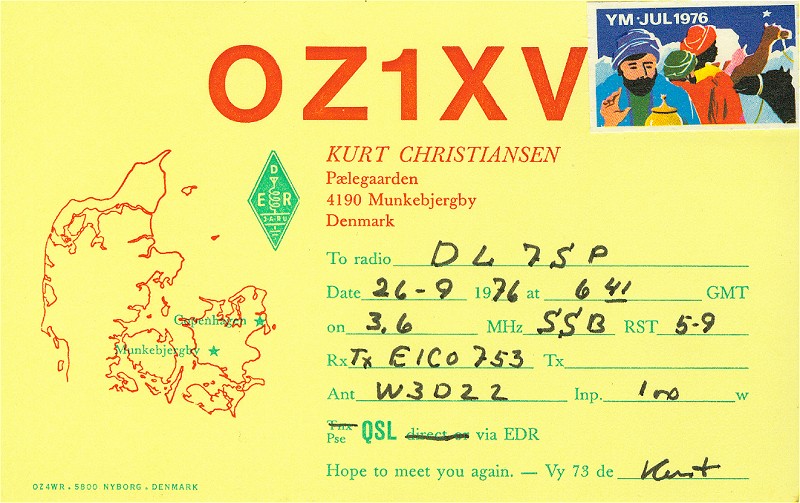 YM·JUL 1976
OZ1XV
KURT CHRISTIANSEN
Pælegaarden
4190 Munkebjergby
Denmark
D
E R
I.A.R.U.
To radio DL7SP
Date 26-9 1976 at 6 41 GMT
on 3,6 MHz SSB RST 5-9
Rx Tx EICO 753 Tx
Ant W3D22 Inp. 100 w
Tnx
Pse QSL direct or via EDR
Hope to meet you again. — Vy 73 de Kurt
Copenhagen
Munkebjergby
OZ4WR. 5800 NYBORG. DENMARK